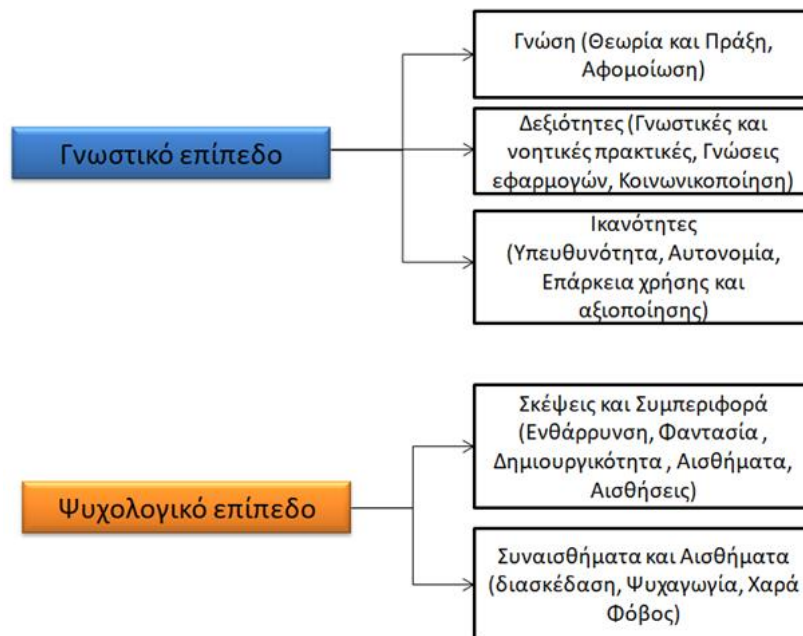 Γνωστικό επίπεδο
Γνώση (Θεωρία και Πράξη,
Αφομοίωση)
Δεξιότητες (Γνωστικές και
νοητικές πρακτικές, Γνώσεις
εφαρμογών, Κοινωνικοποίηση)
Ικανότητες
(Υπευθυνότητα, Αυτονομία,
Επάρκεια χρήσης και
αξιοποίησης)
Ψυχολογικό επίπεδο
Σκέψεις και Συμπεριφορά
(Ενθάρρυνση, Φαντασία ,
Δημιουργικότητα , Αισθήματα,
Αισθήσεις)
Συναισθήματα και Αισθήματα
(διασκέδαση, Ψυχαγωγία, Χαρά
Φόβος)